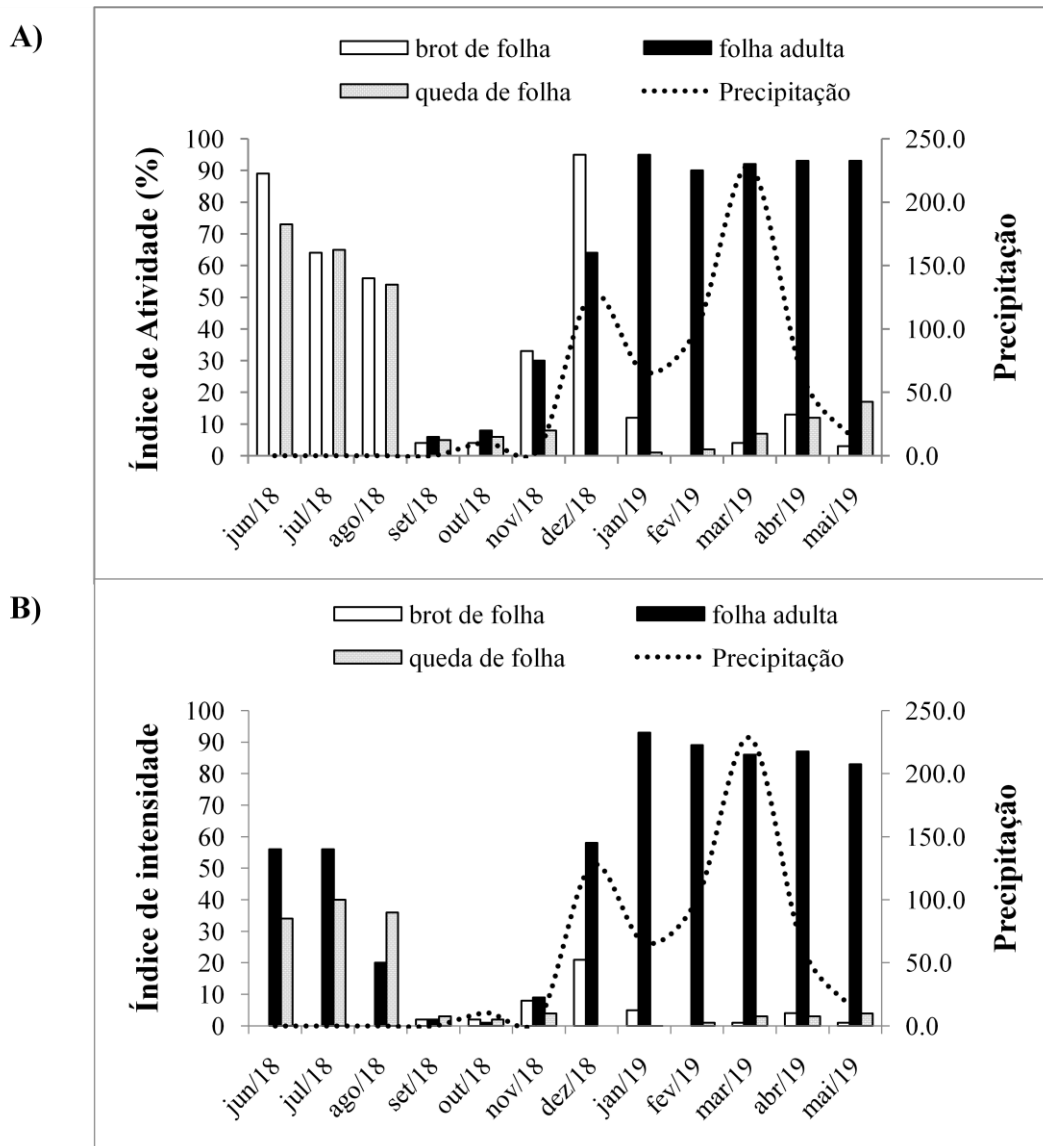 A)
brot de folha folha adulta
queda de folha Precipitação
Índice de Atividade (%)
100
90
80
70
60
50
40
30
20
10
0
250.0
200.0
150.0
100.0
50.0
0.0
Precipitação
jun/18 jul/18 ago/18 set/18 out/18 nov/18 dez/18 jan/19 fev/19 mar/19 abr/19 mai/19
B)
brot de folha folha adulta
queda de folha Precipitação
Índice de intensidade
100
90
80
70
60
50
40
30
20
10
0
250.0
200.0
150.0
100.0
50.0
0.0
Precipitação
jun/18 jul/18 ago/18 set/18 out/18 nov/18 dez/18 jan/19 fev/19 mar/19 abr/19 mai/19